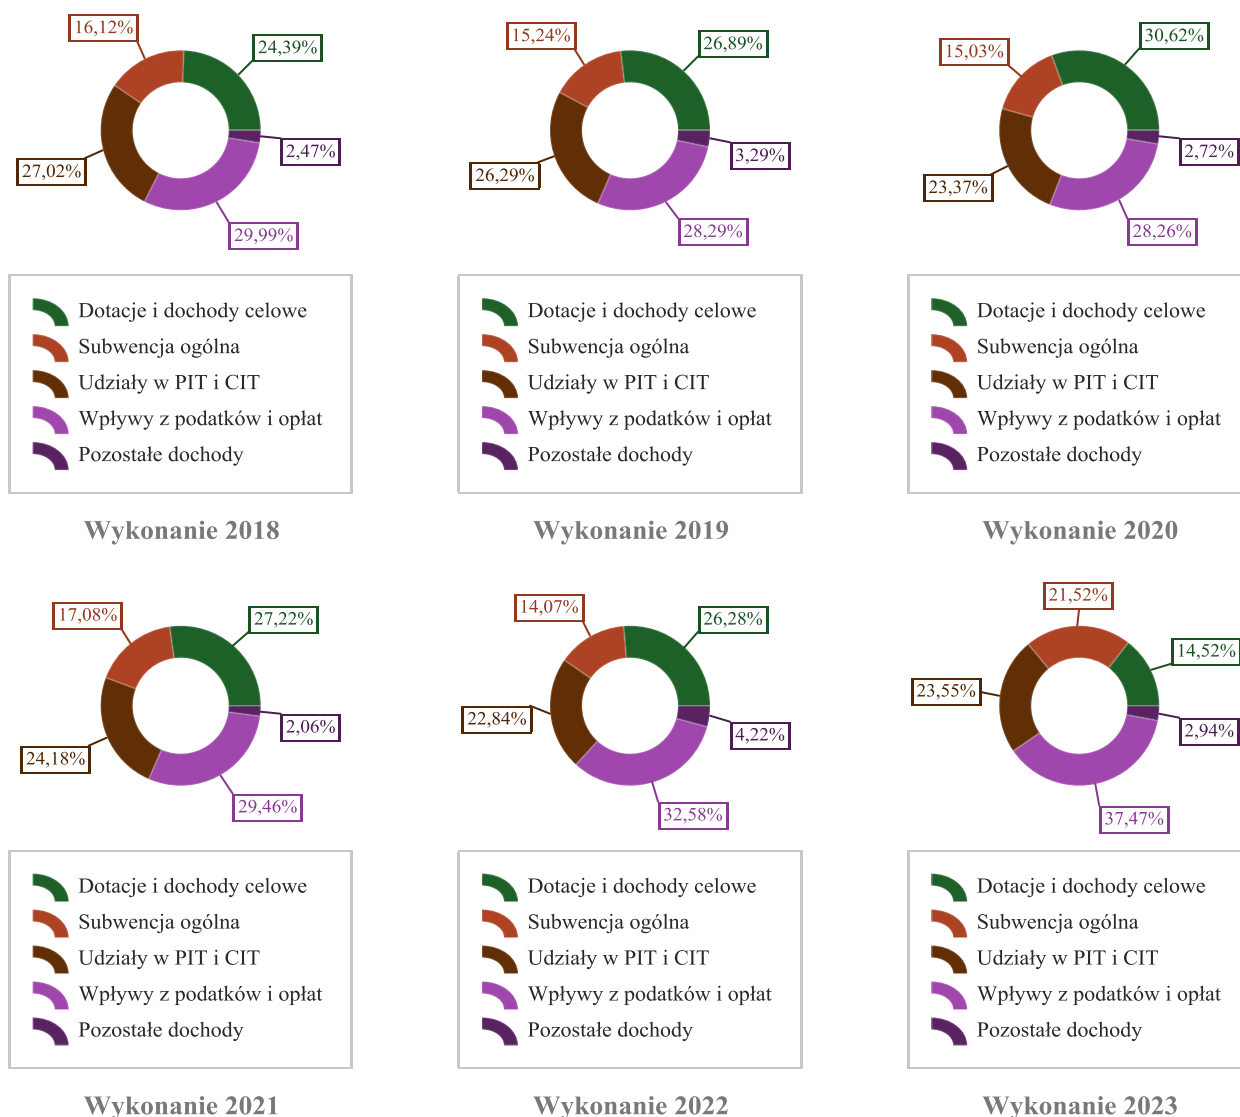 16,12%
24,39%
27,02%
2,47%
29,99%
Dotacje i dochody celowe
Subwencja ogólna
Udziały w PIT i CIT
Wpływy z podatków i opłat
Pozostałe dochody
Wykonanie 2018
15,24%
26,89%
26,29%
3,29%
28,29%
Dotacje i dochody celowe
Subwencja ogólna
Udziały w PIT i CIT
Wpływy z podatków i opłat
Pozostałe dochody
Wykonanie 2019
15,03%
30,62%
23,37%
2,72%
28,26%
Dotacje i dochody celowe
Subwencja ogólna
Udziały w PIT i CIT
Wpływy z podatków i opłat
Pozostałe dochody
Wykonanie 2020
17,08%
27,22%
24,18%
2,06%
29,46%
Dotacje i dochody celowe
Subwencja ogólna
Udziały w PIT i CIT
Wpływy z podatków i opłat
Pozostałe dochody
Wykonanie 2021
14,07%
26,28%
22,84%
4,22%
32,58%
Dotacje i dochody celowe
Subwencja ogólna
Udziały w PIT i CIT
Wpływy z podatków i opłat
Pozostałe dochody
Wykonanie 2022
21,52%
14,52%
23,55%
2,94%
37,47%
Dotacje i dochody celowe
Subwencja ogólna
Udziały w PIT i CIT
Wpływy z podatków i opłat
Pozostałe dochody
Wykonanie 2023